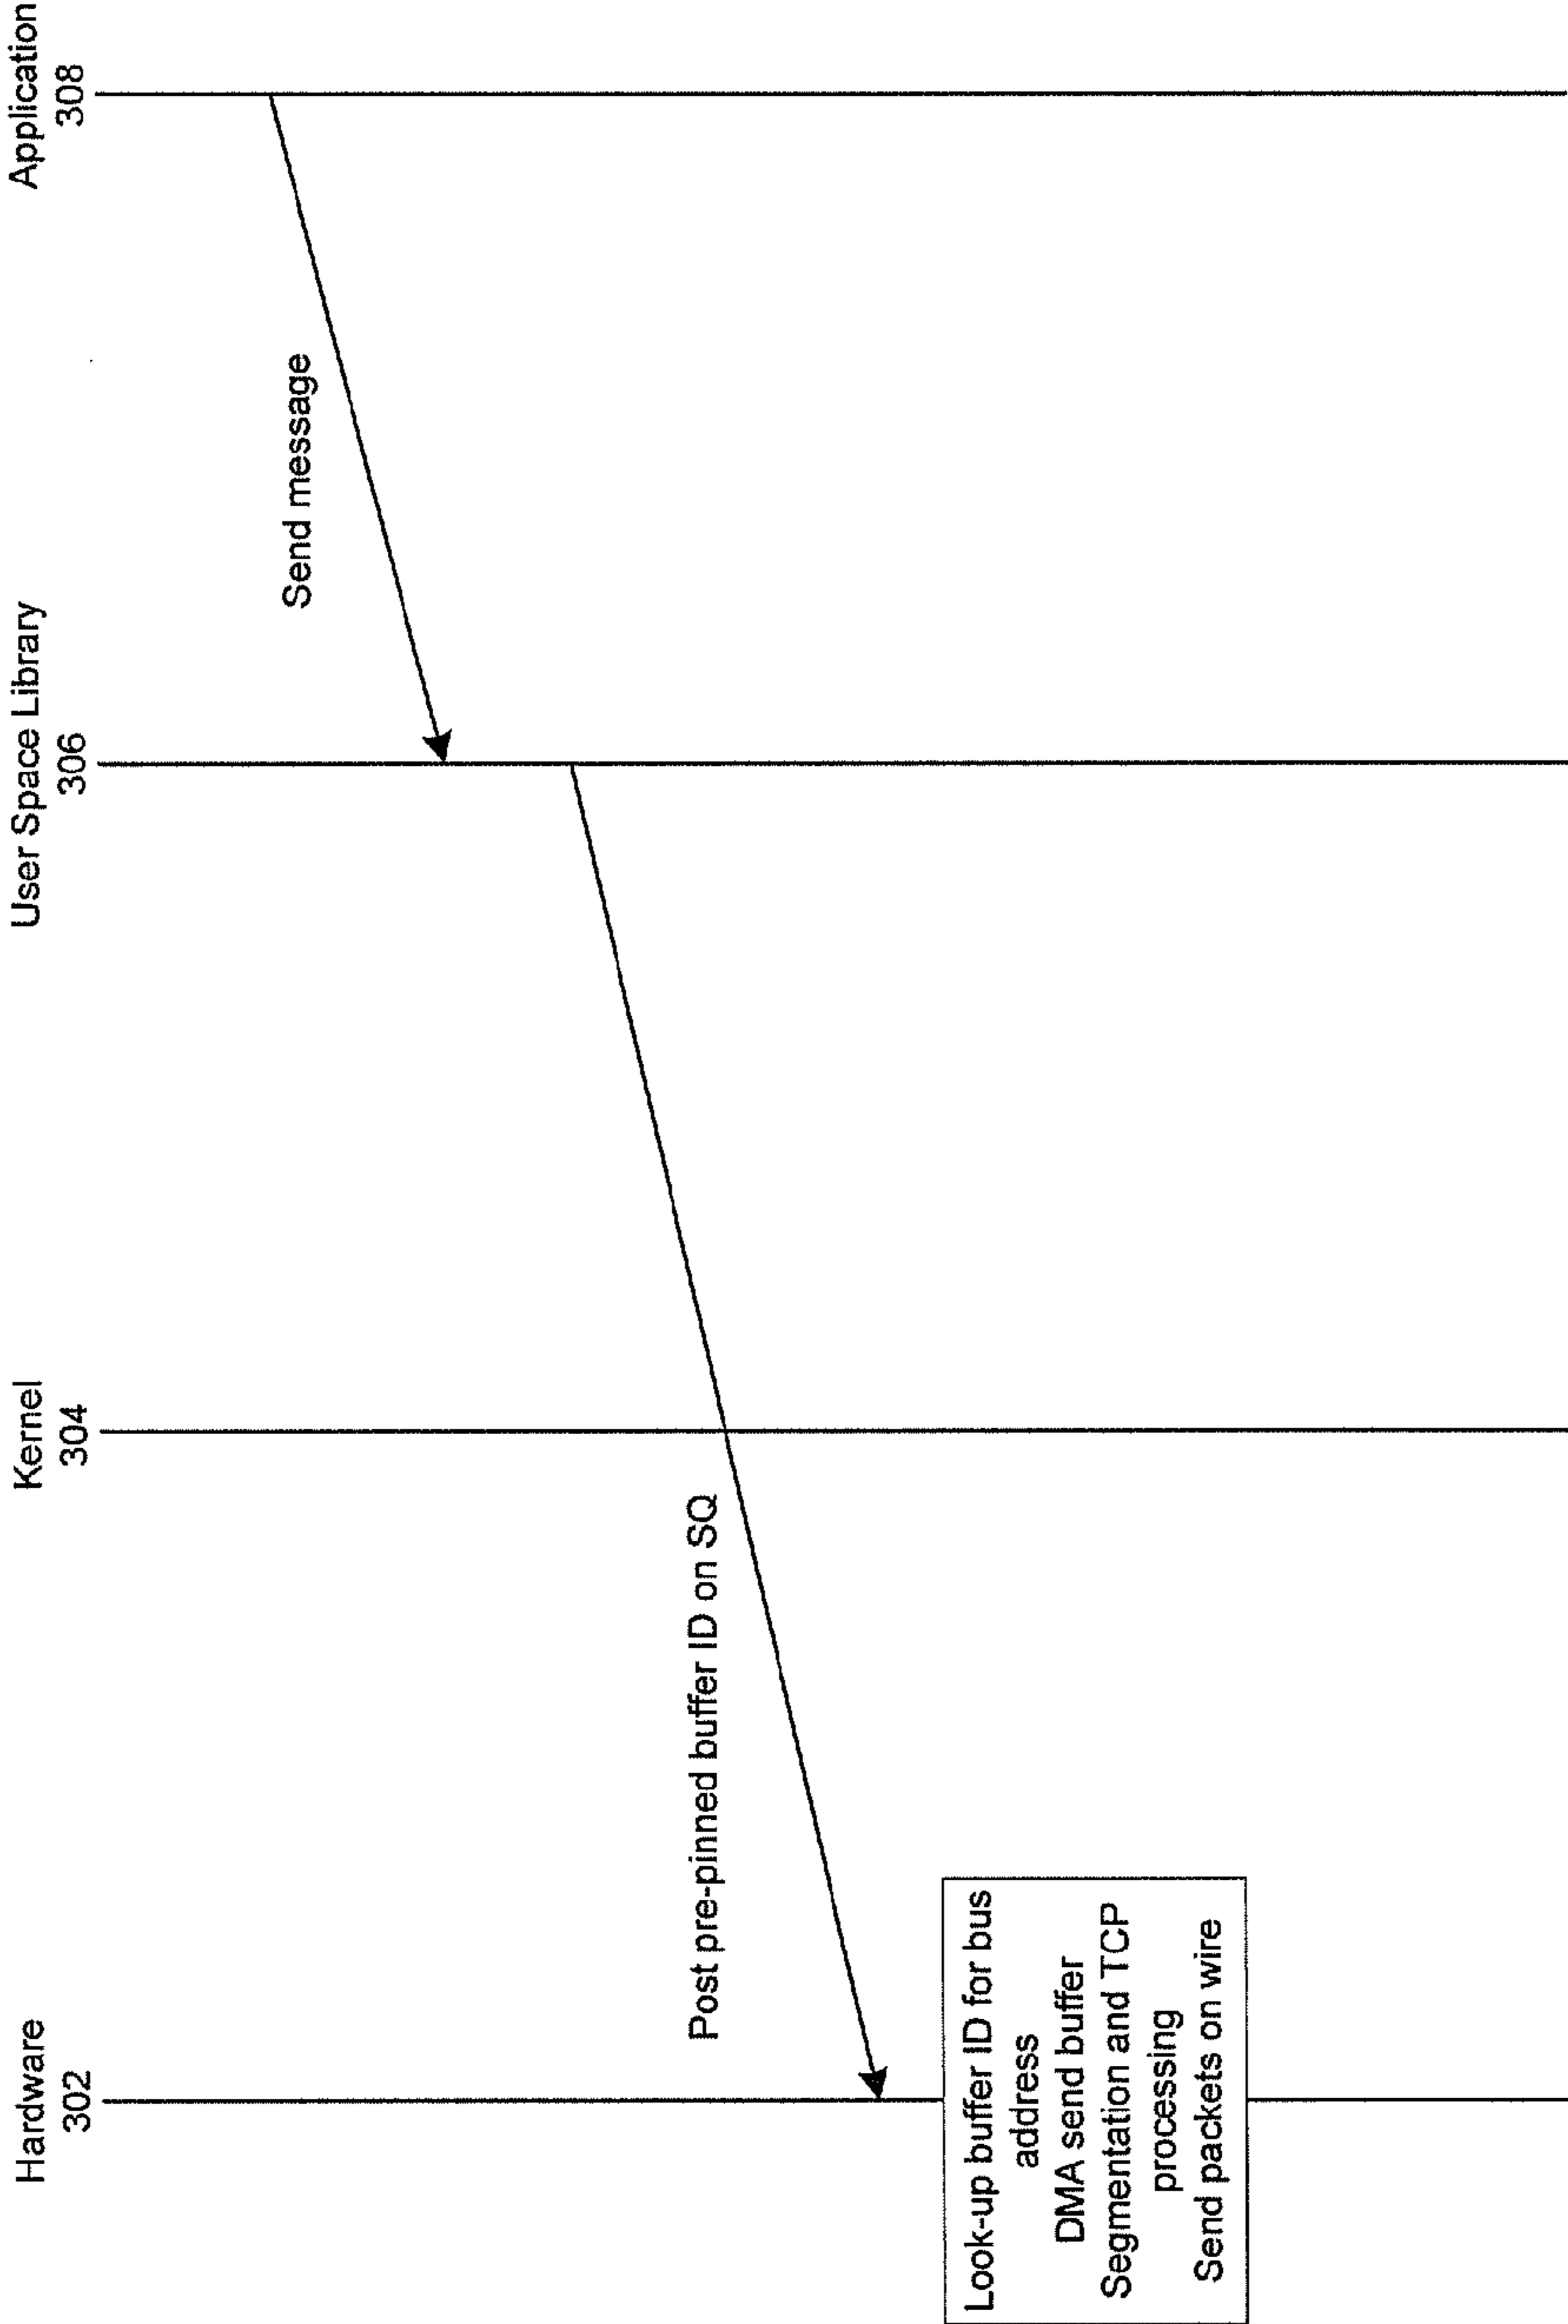 Hardware
302
Kernel
304
User Space Library
306
Application
308
Send message
Post pre-pinned buffer ID on SQ
Look-up buffer ID for bus
address
DMA send buffer
Segmentation and TCP
processing
Send packets on wire